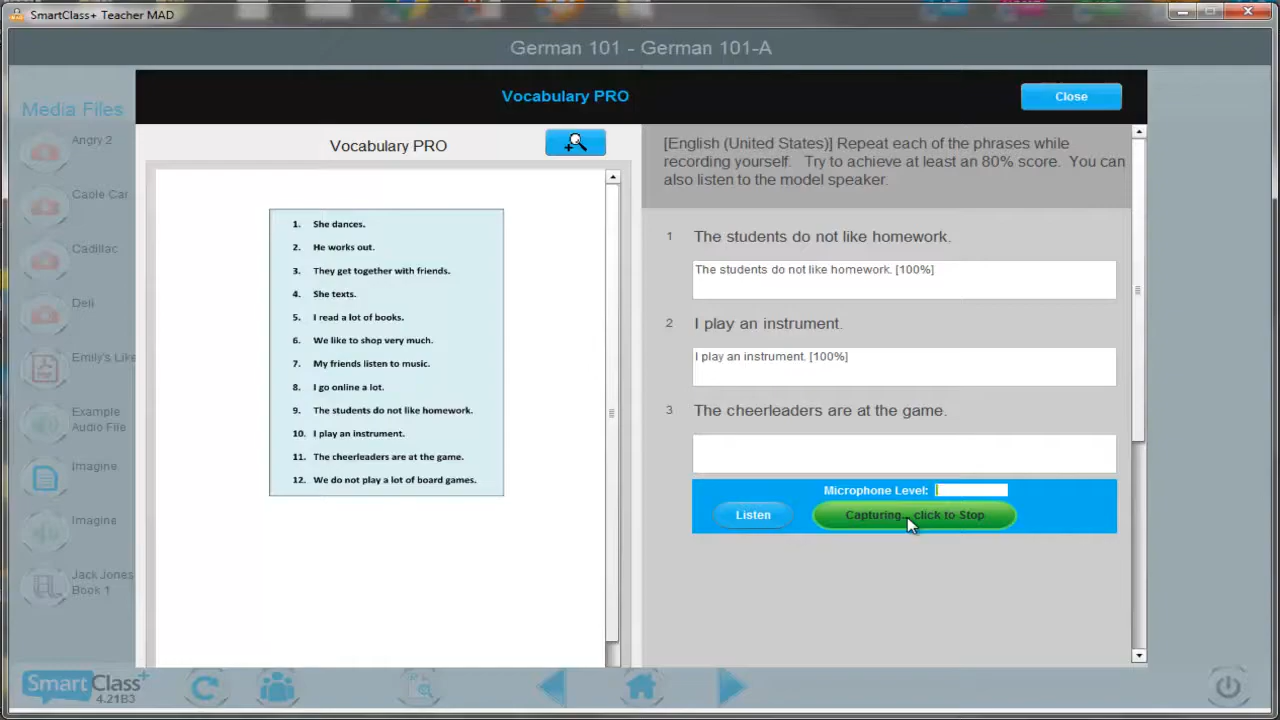 SmartClass+ Teacher MAD
German 101 - German 101-A
Media Files
Angry 2
Cable Car
Cadillac
Deli
Emily's Like
Example
Audio File
Imagine
Imagine
Jack Jones
Book 1
Vocabulary PRO
Close
Vocabulary PRO
1. She dances.
2. He works out.
3. They get together with friends.
4. She texts.
5. I read a lot of books.
6. We like to shop very much.
7. My friends listen to music.
8. I go online a lot.
9. The students do not like homework.
10. I play an instrument.
11. The cheerleaders are at the game.
12. We do not play a lot of board games.
[English (United States)] Repeat each of the phrases while
recording yourself. Try to achieve at least an 80% score. You can
also listen to the model speaker.
1 The students do not like homework.
The students do not like homework. [100%]
2 I play an instrument.
I play an instrument. [100%]
3 The cheerleaders are at the game.
Microphone Level:
Listen
Capturing... click to Stop
SmartClass+
4.21B3